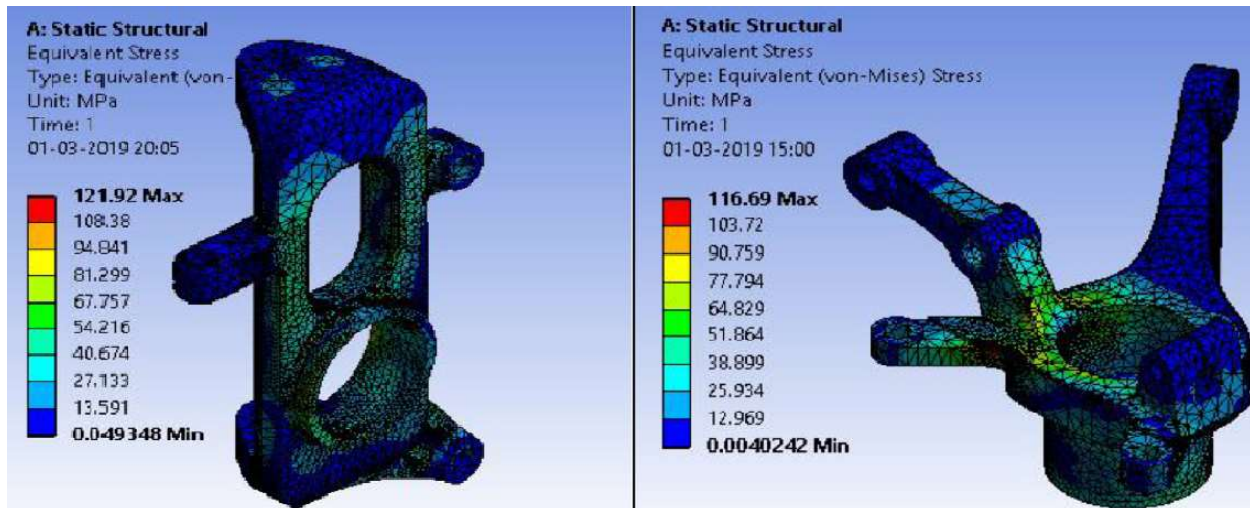 A: Static Structural
Equivalent Stress
Type: Equivalent (von-
Unit: MPa
Time: 1
01-03-2019 20:05
121.92 Max
108.38
94.841
81.299
67.757
54.216
40.674
27.133
13.591
0.049348 Min
A: Static Structural
Equivalent Stress
Type: Equivalent (von-Mises) Stress
Unit: MPa
Time: 1
01-03-2019 15:00
116.69 Max
103.72
90.759
77.794
64.829
51.864
38.899
25.934
12.969
0.0040242 Min